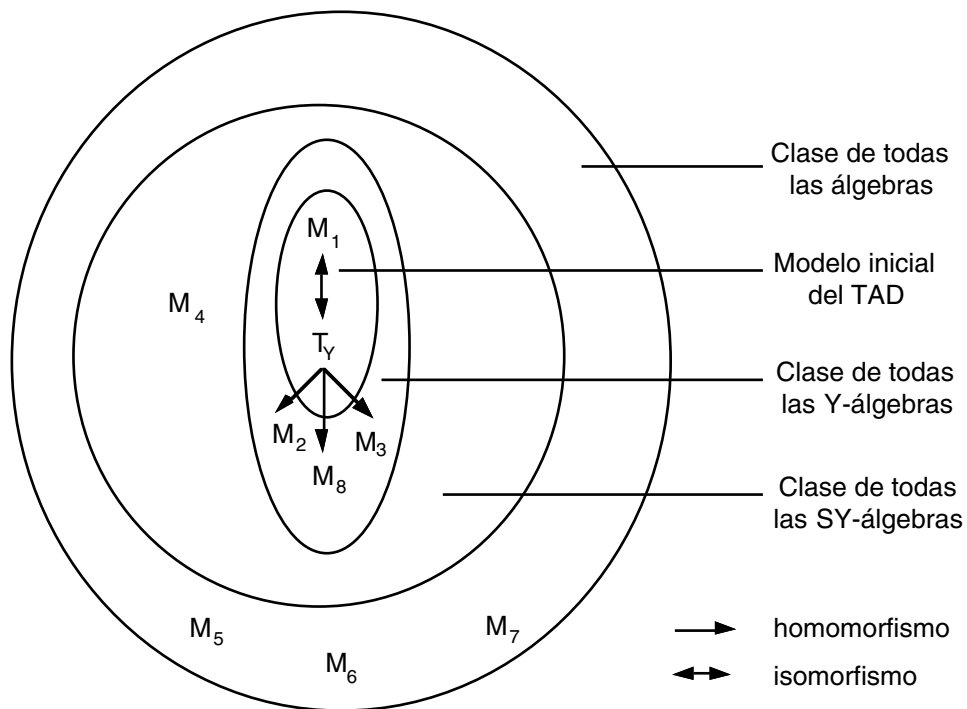 Clase de todas
las álgebras
M1
Modelo inicial
del TAD
M4
TY
Clase de todas
las Y-álgebras
M2
M3
M8
Clase de todas
las SY-álgebras
M5
M6
M7
homomorfismo
isomorfismo